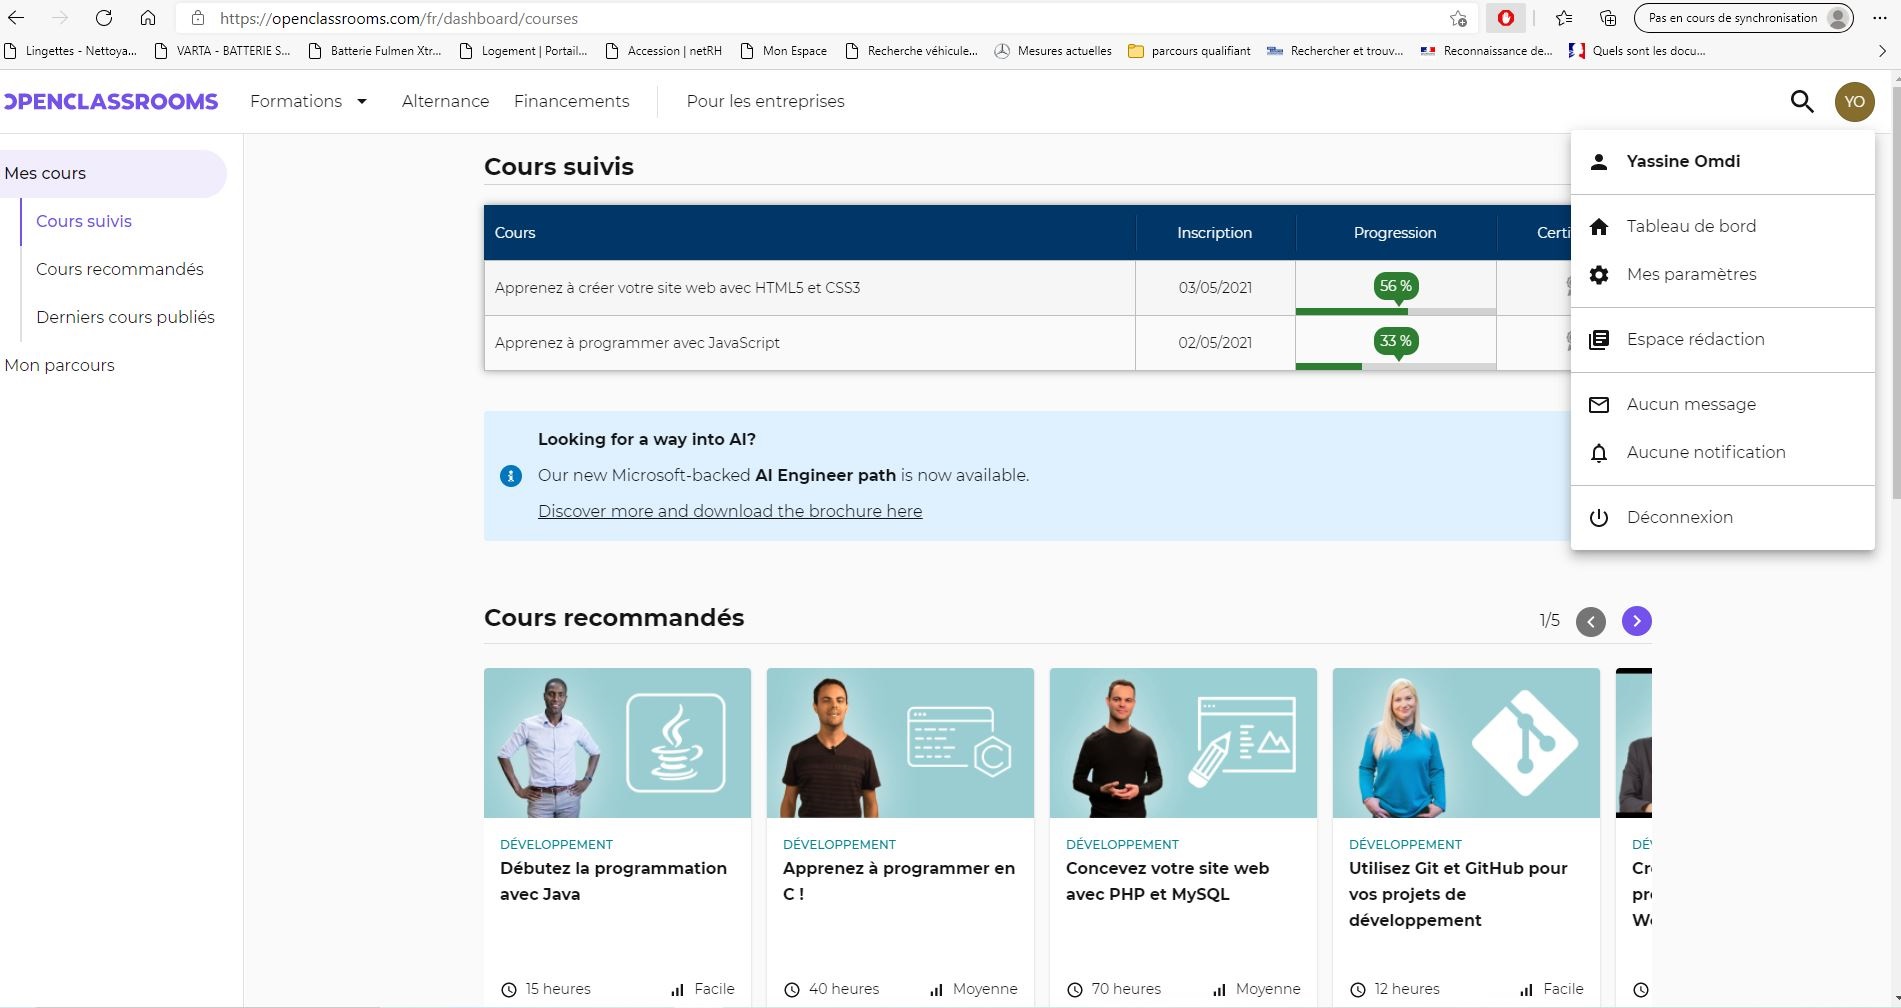 https://openclassrooms.com/fr/dashboard/courses
Pas en cours de synchronisation
Lingettes - Nettoya... VARTA - BATTERIE S... Batterie Fulmen Xtr... Logement | Portail... Accession | netRH Mon Espace Recherche véhicule... Mesures actuelles parcours qualifiant Rechercher et trouv... Reconnaissance de... Quels sont les docu...
OPENCLASSROOMS Formations Alternance Financements Pour les entreprises YO
Mes cours
Cours suivis
Cours recommandés
Derniers cours publiés
Mon parcours
Cours suivis
Cours Inscription Progression Certi
Apprenez à créer votre site web avec HTML5 et CSS3 03/05/2021 56 %
Apprenez à programmer avec JavaScript 02/05/2021 33 %
Looking for a way into AI?
Our new Microsoft-backed AI Engineer path is now available.
Discover more and download the brochure here
Yassine Omdi
Tableau de bord
Mes paramètres
Espace rédaction
Aucun message
Aucune notification
Déconnexion
Cours recommandés
1/5
DÉVELOPPEMENT
Débutez la programmation
avec Java
15 heures Facile
DÉVELOPPEMENT
Apprenez à programmer en
C !
40 heures Moyenne
DÉVELOPPEMENT
Concevez votre site web
avec PHP et MySQL
70 heures Moyenne
DÉVELOPPEMENT
Utilisez Git et GitHub pour
vos projets de
développement
12 heures Facile